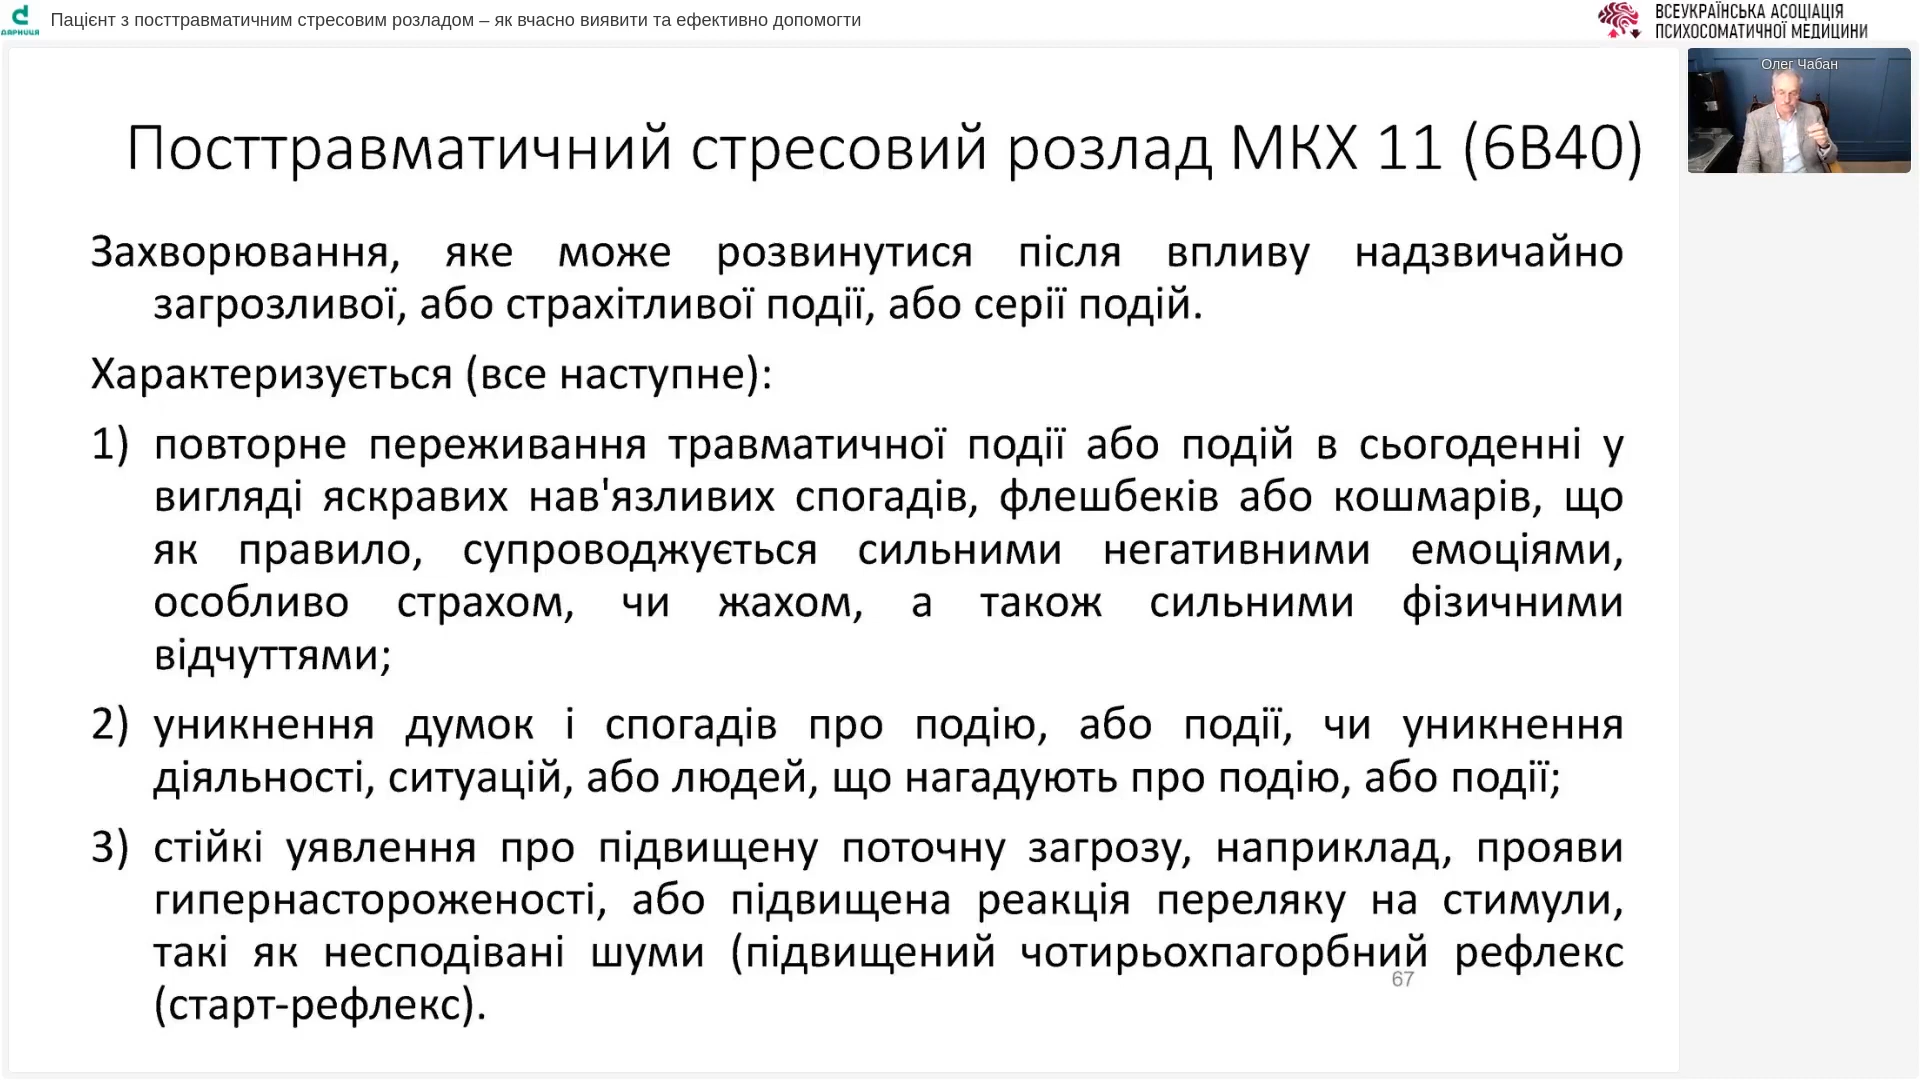 Дарниця
Пацієнт з посттравматичним стресовим розладом – як вчасно виявити та ефективно допомогти
ВСЕУКРАЇНСЬКА АСОЦІАЦІЯ
ПСИХОСОМАТИЧНОЇ МЕДИЦИНИ
Олег Чабан
Посттравматичний стресовий розлад МКХ 11 (6B40)
Захворювання, яке може розвинутися після впливу надзвичайно
загрозливої, або страхітливої події, або серії подій.
Характеризується (все наступне):
1) повторне переживання травматичної події або подій в сьогоденні у
вигляді яскравих нав'язливих спогадів, флешбеків або кошмарів, що
як правило, супроводжується сильними негативними емоціями,
особливо страхом, чи жахом, а також сильними фізичними
відчуттями;
2) уникнення думок і спогадів про подію, або події, чи уникнення
діяльності, ситуацій, або людей, що нагадують про подію, або події;
3) стійкі уявлення про підвищену поточну загрозу, наприклад, прояви
гипернастороженості, або підвищена реакція переляку на стимули,
такі як несподівані шуми (підвищений чотирьохпагорбний рефлекс
(старт-рефлекс).
67